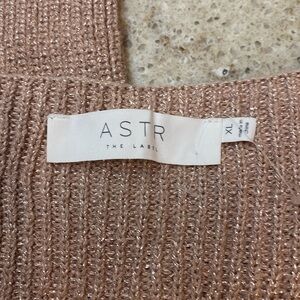 ASTR
THE LABEL
XL